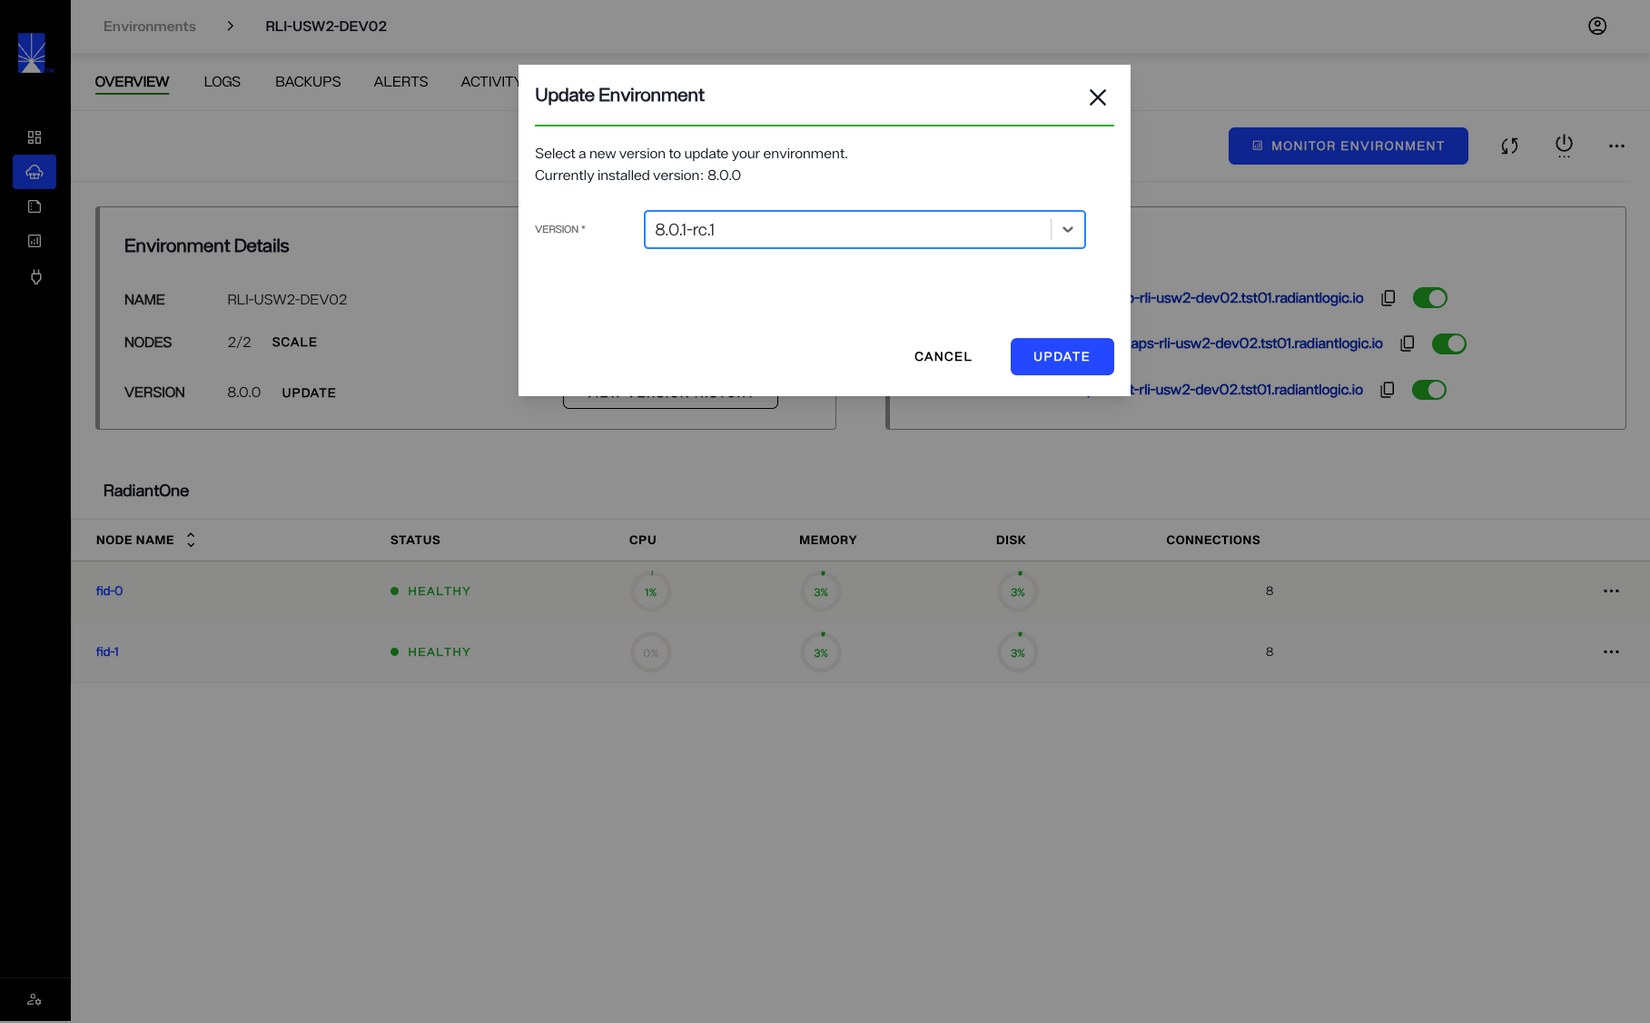 Environments > RLI-USW2-DEV02
OVERVIEW LOGS BACKUPS ALERTS ACTIVITY
Update Environment
Select a new version to update your environment.
Currently installed version: 8.0.0
VERSION *
8.0.1-rc.1
CANCEL
UPDATE
MONITOR ENVIRONMENT
Environment Details
NAME RLI-USW2-DEV02
NODES 2/2 SCALE
VERSION 8.0.0 UPDATE
-rli-usw2-dev02.tst01.radiantlogic.io
aps-rli-usw2-dev02.tst01.radiantlogic.io
t-rli-usw2-dev02.tst01.radiantlogic.io
RadiantOne
NODE NAME STATUS CPU MEMORY DISK CONNECTIONS
fid-0 HEALTHY 1% 3% 3% 8
fid-1 HEALTHY 0% 3% 3% 8